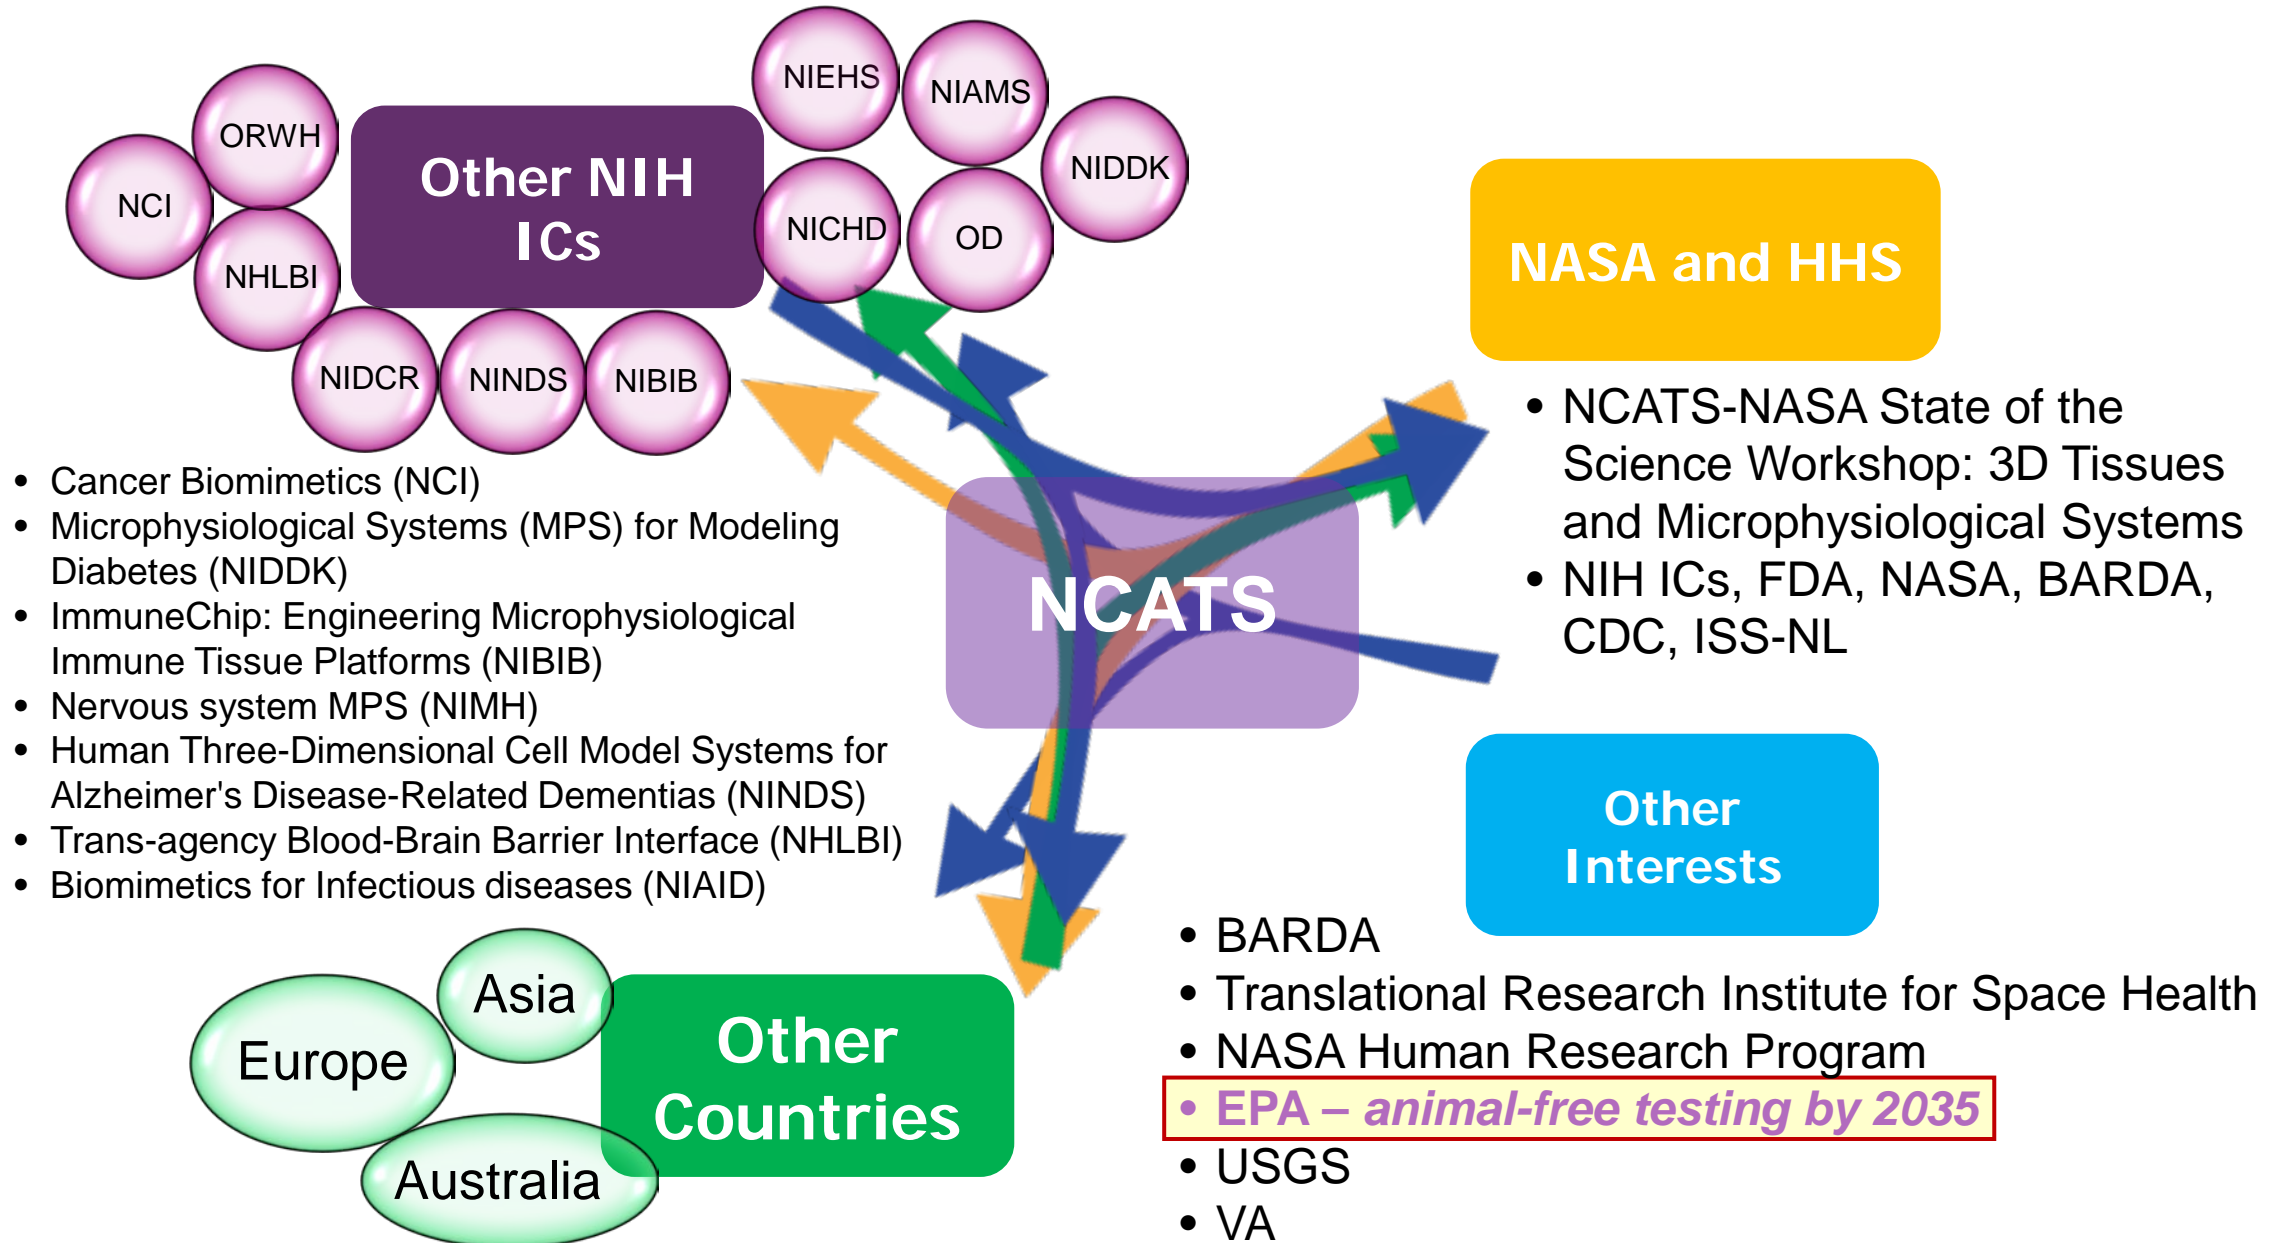 NIEHS
NIAMS
ORWH
NIDDK
NCI
Other NIH
ICs
NICHD
OD
NHLBI
NIDCR
NINDS
NIBIB
• Cancer Biomimetics (NCI)
• Microphysiological Systems (MPS) for Modeling
Diabetes (NIDDK)
• ImmuneChip: Engineering Microphysiological
Immune Tissue Platforms (NIBIB)
• Nervous system MPS (NIMH)
• Human Three-Dimensional Cell Model Systems for
Alzheimer's Disease-Related Dementias (NINDS)
• Trans-agency Blood-Brain Barrier Interface (NHLBI)
• Biomimetics for Infectious diseases (NIAID)
NASA and HHS
• NCATS-NASA State of the
Science Workshop: 3D Tissues
and Microphysiological Systems
• NIH ICs, FDA, NASA, BARDA,
CDC, ISS-NL
NCATS
Other
Interests
• BARDA
• Translational Research Institute for Space Health
• NASA Human Research Program
• EPA – animal-free testing by 2035
• USGS
• VA
Asia
Europe
Australia
Other
Countries